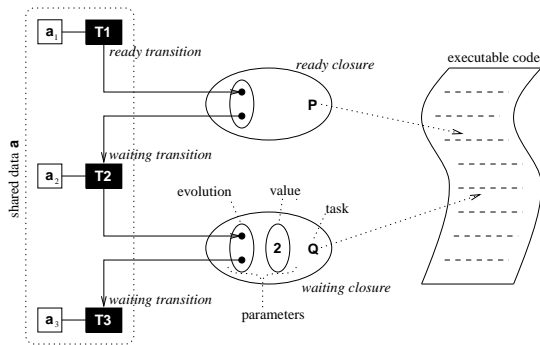 a1
T1
ready transition
ready closure
executable code
P
waiting transition
shared data a
a2
T2
evolution
value
task
2
Q
waiting transition
waiting closure
parameters
a3
T3